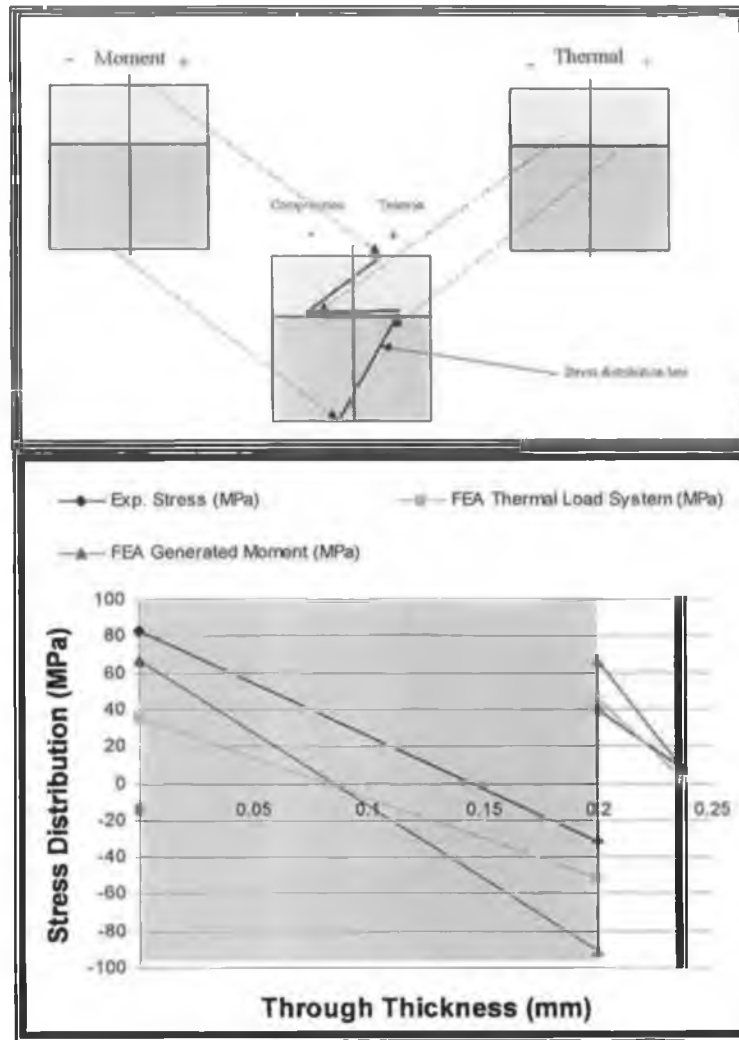 - Moment +
Thermal
- +
Compression Tension
- +
Stress distribution line
Exp. Stress (MPa) FEA Thermal Load System (MPa)
FEA Generated Moment (MPa)
Stress Distribution (MPa)
100
80
60
40
20
0
-20
-40
-60
-80
-100
0 0.05 0.1 0.15 0.2 0.25
Through Thickness (mm)